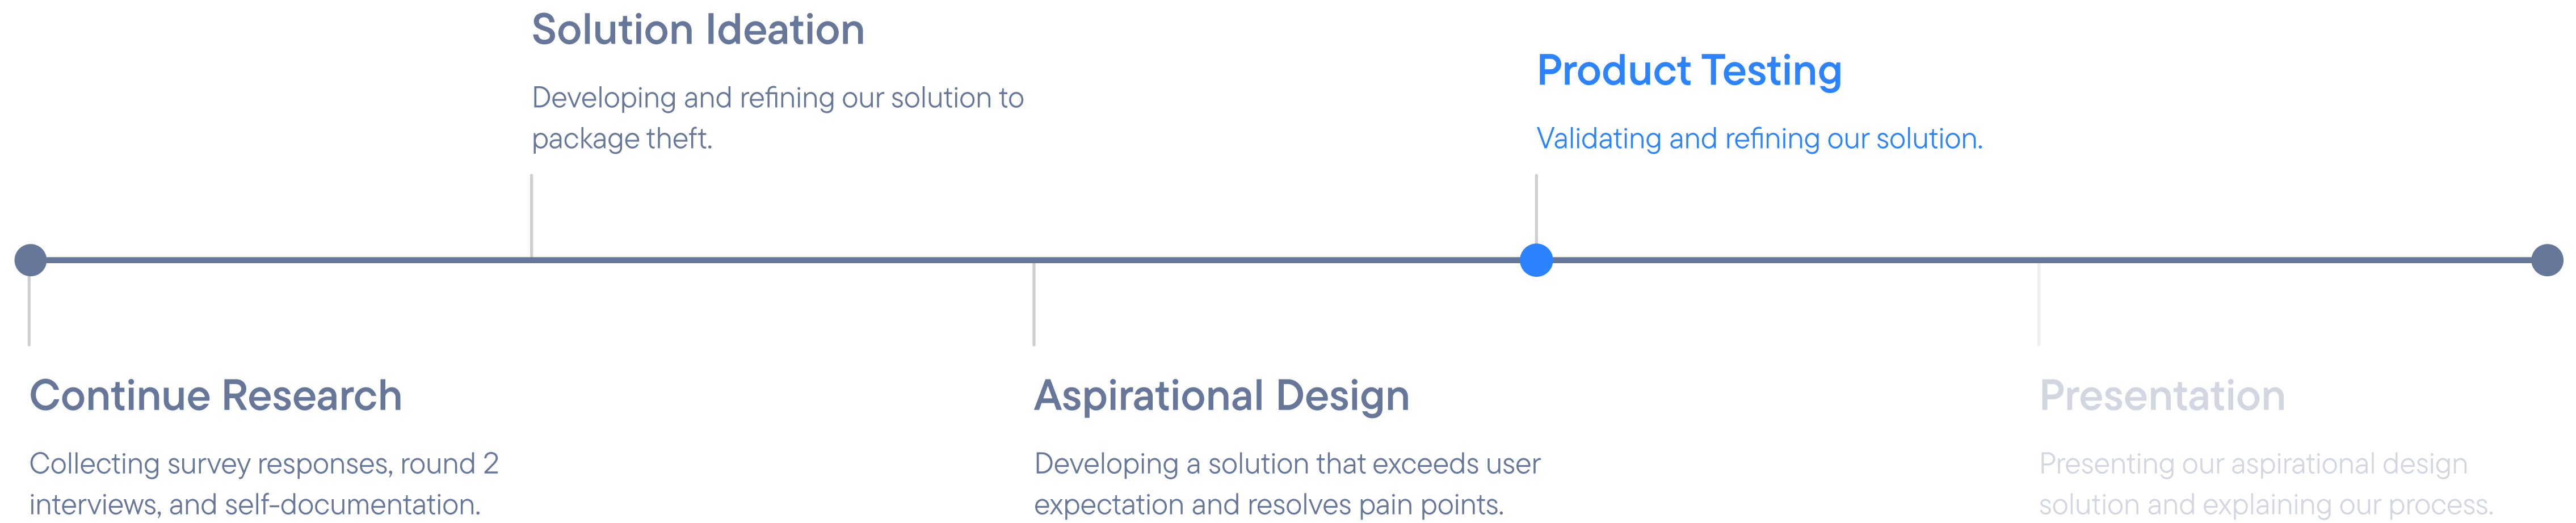 Solution Ideation
Developing and refining our solution to
package theft.
Product Testing
Validating and refining our solution.
Continue Research
Collecting survey responses, round 2
interviews, and self-documentation.
Aspirational Design
Developing a solution that exceeds user
expectation and resolves pain points.
Presentation
Presenting our aspirational design
solution and explaining our process.